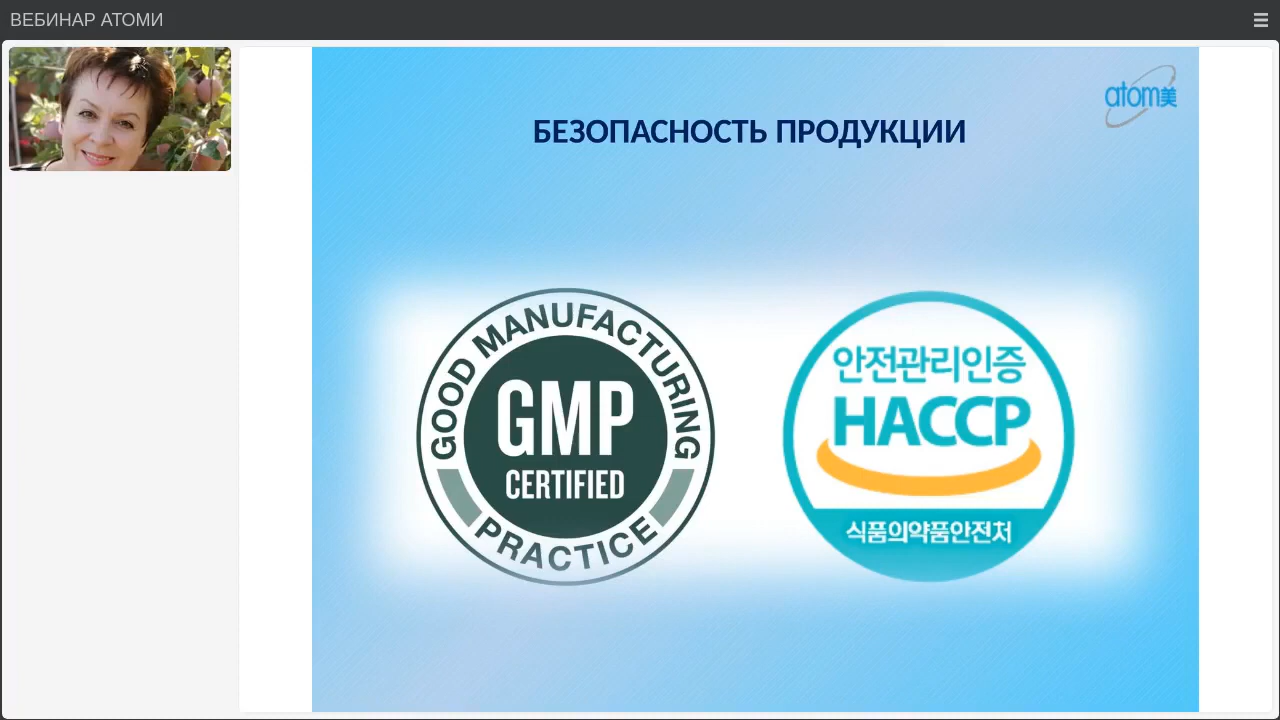 ВЕБИНАР АТОМИ
atom美
БЕЗОПАСНОСТЬ ПРОДУКЦИИ
GOOD MANUFACTURING
GMP
CERTIFIED
PRACTICE
안전관리인증
HACCP
식품의약품안전처